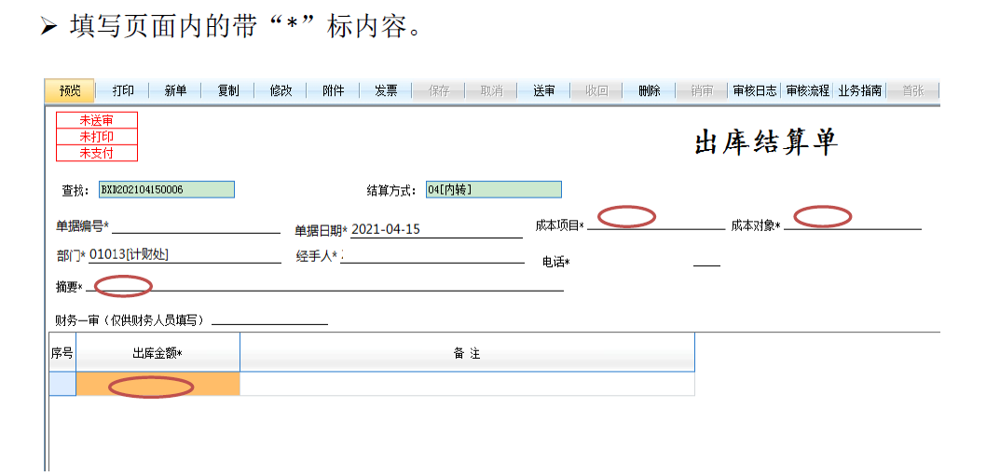 ➢ 填写页面内的带“*”标内容。
预览 打印 新单 复制 修改 附件 发票 保存 取消 送审 收回 删除 销审 审核日志 审核流程 业务指南 首张
未送审
未打印
未支付
出库结算单
查找： BXD202104150006 结算方式： 04[内转]
单据编号* 单据日期* 2021-04-15 成本项目* 成本对象*
部门* 01013[计财处] 经手人* 电话*
摘要*
财务一审（仅供财务人员填写）
序号 出库金额* 备 注